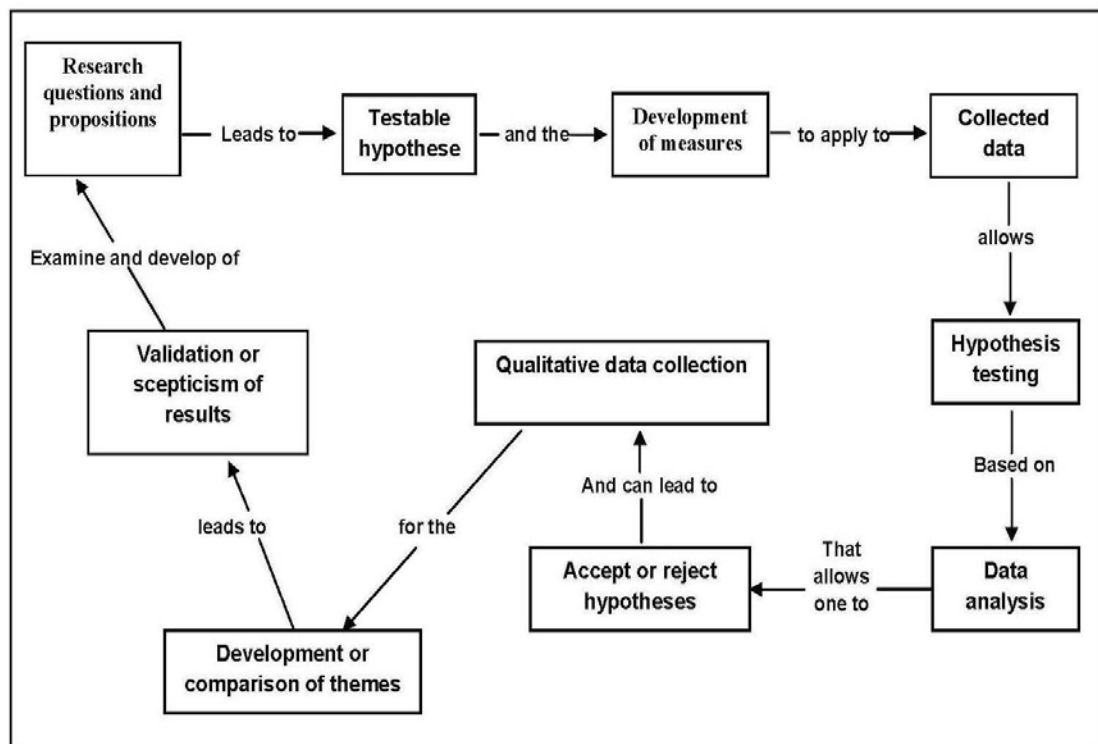 Research
questions and
propositions
Leads to
Testable
hypothese
and the
Development
of measures
to apply to
Collected
data
allows
Hypothesis
testing
Based on
Data
analysis
That
allows
one to
Accept or reject
hypotheses
And can lead to
Qualitative data collection
for the
Development or
comparison of themes
leads to
Validation or
scepticism of
results
Examine and develop of